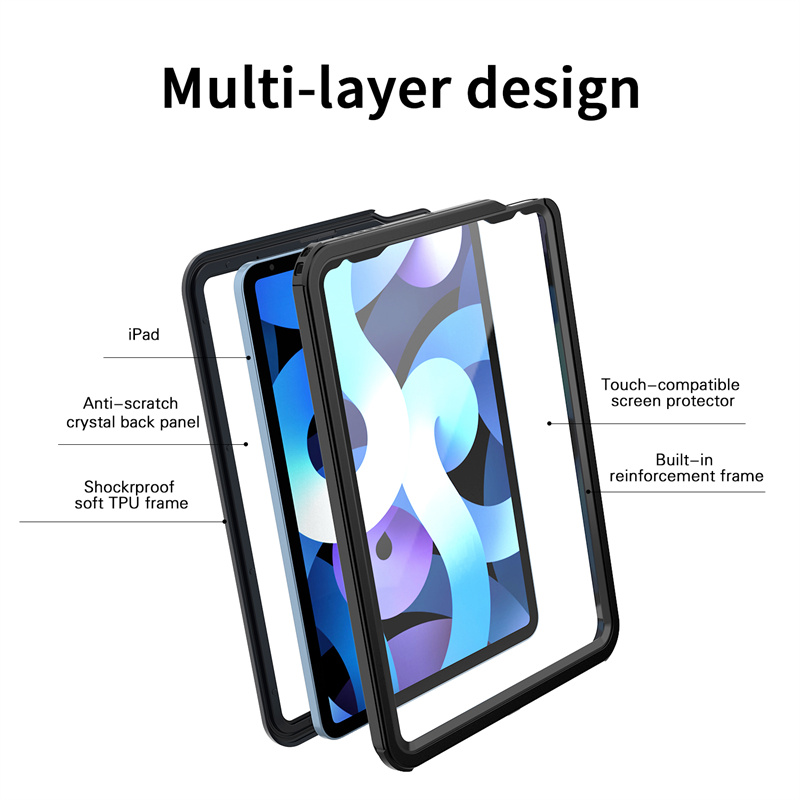 Multi-layer design
iPad
Anti-scratch
crystal back panel
Shockrproof
soft TPU frame
Touch-compatible
screen protector
Built-in
reinforcement frame